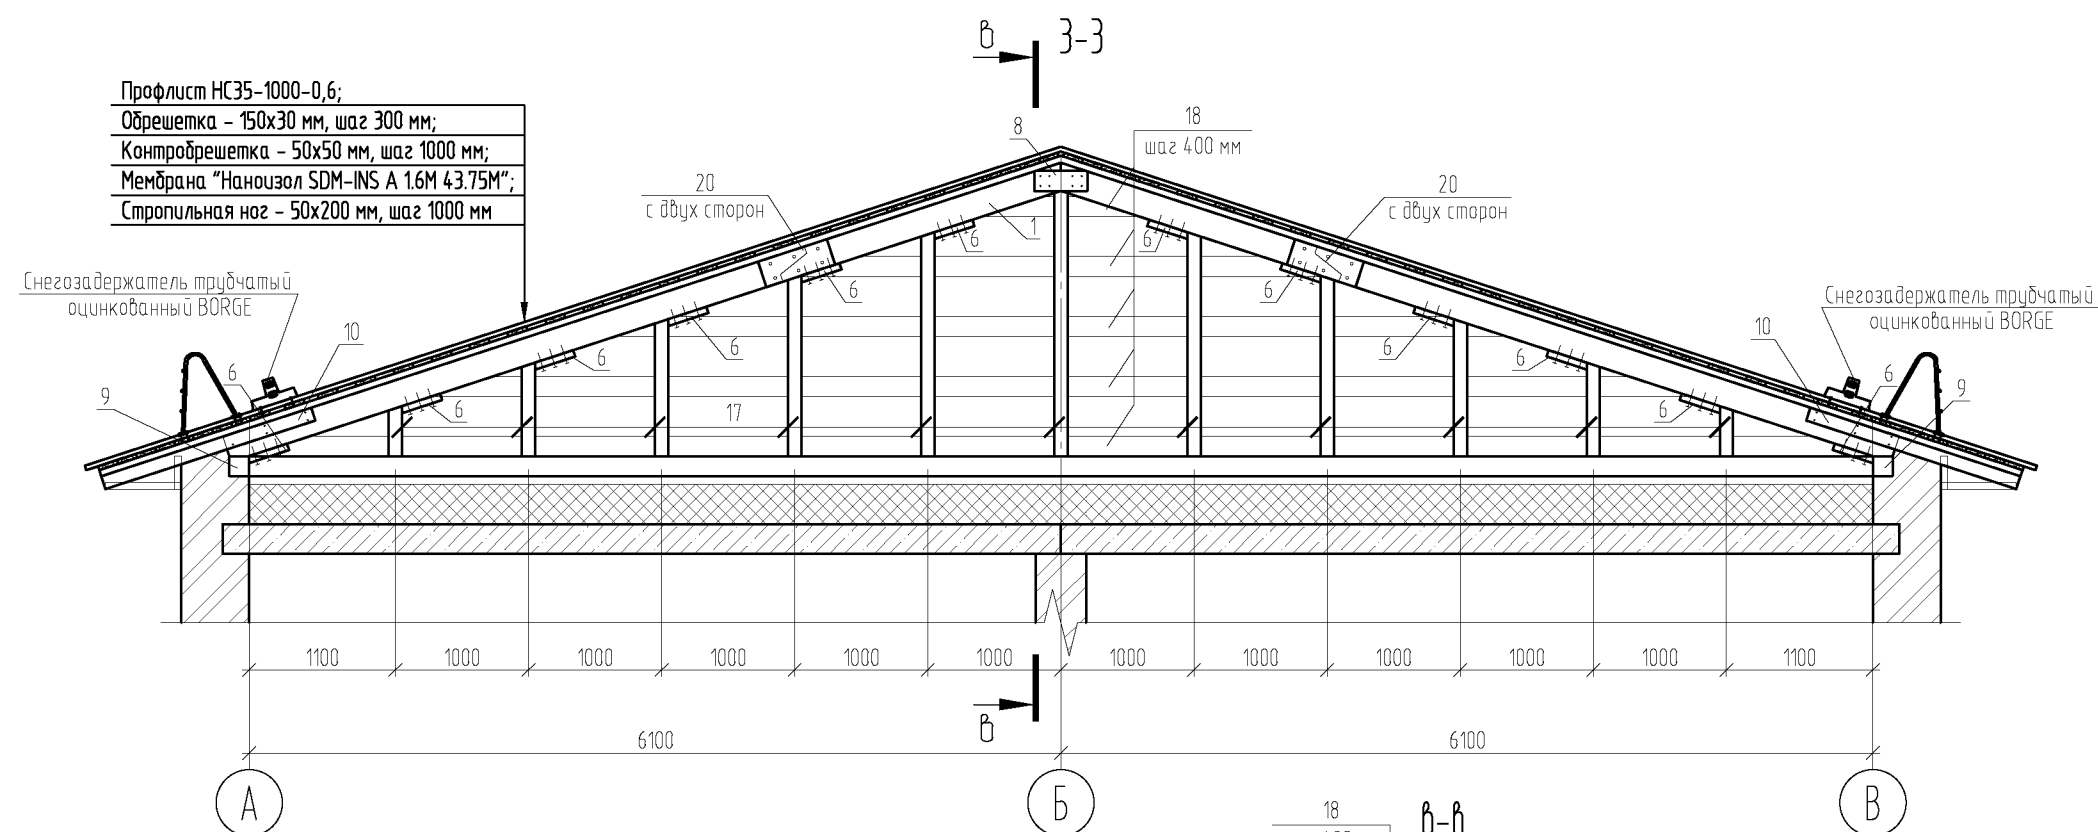 В
3-3
Профлист НС35-1000-0,6;
Обрешетка - 150х30 мм, шаг 300 мм;
Контробрешетка - 50х50 мм, шаг 1000 мм;
Мембрана "Наноизол SDM-INS А 1.6М 43.75М";
Стропильная ног - 50х200 мм, шаг 1000 мм
8
18
шаг 400 мм
20
с двух сторон
20
с двух сторон
1
6
6
6
6
6
6
6
6
6
6
Снегозадержатель трубчатый
оцинкованный BORGE
Снегозадержатель трубчатый
оцинкованный BORGE
10
10
6
6
9
9
17
1100
1000
1000
1000
1000
1000
1000
1000
1000
1000
1000
1100
В
6100
6100
А
Б
В
18
В-В